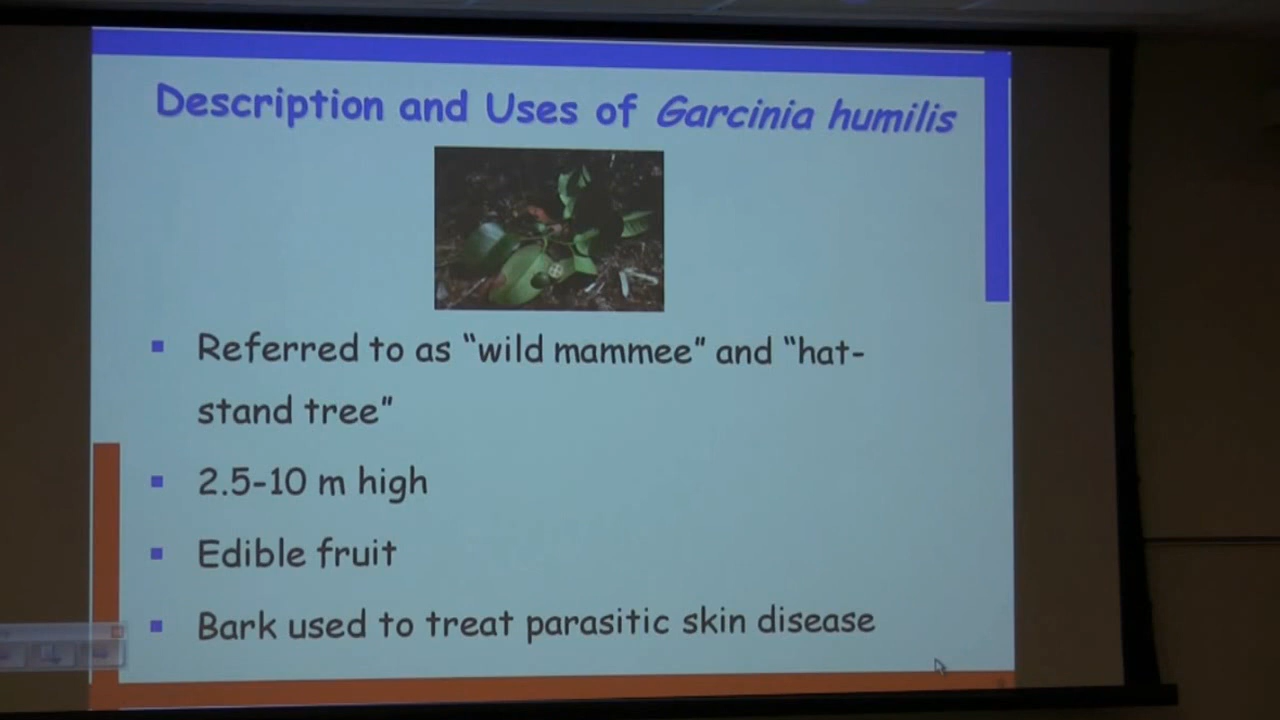 Description and Uses of Garcinia humilis
Referred to as “wild mammee” and “hat-
stand tree”
2.5-10 m high
Edible fruit
Bark used to treat parasitic skin disease